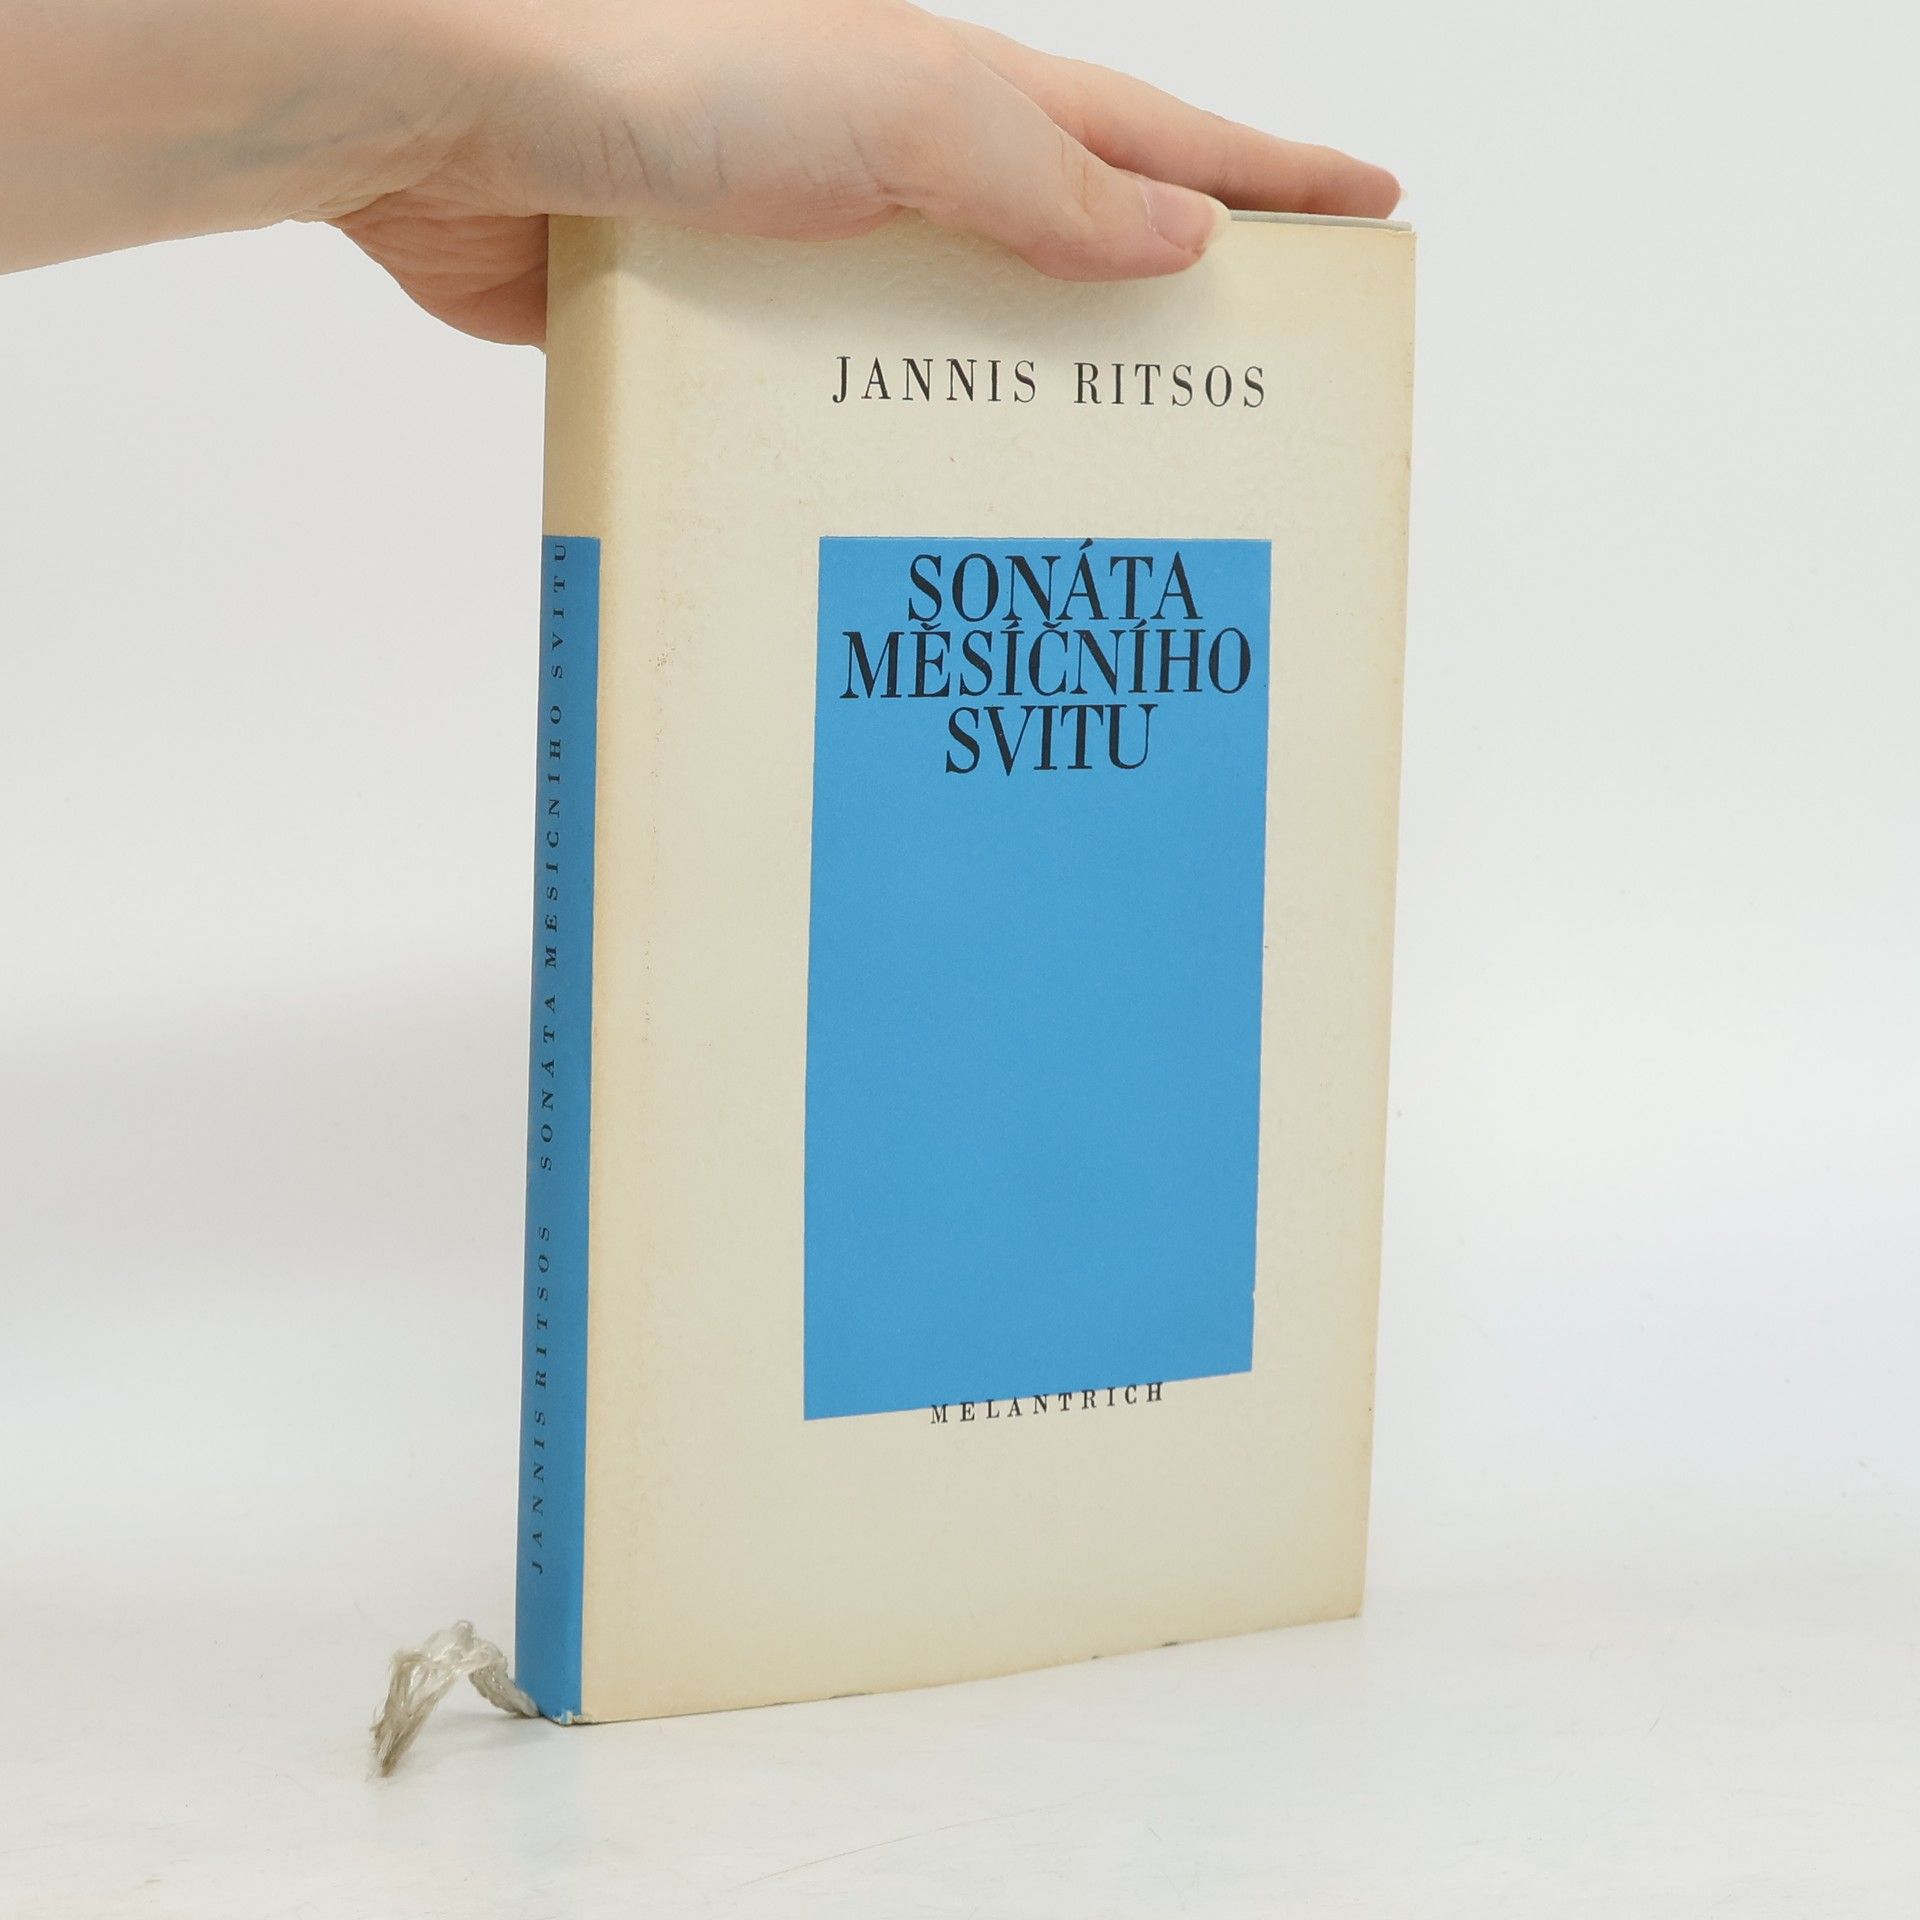 JANNIS RITSOS
SONÁTA
MĚSÍČNÍHO
SVITU
MELANTRICH
JANNIS RITSOS SONÁTA MĚSÍČNÍHO SVITU